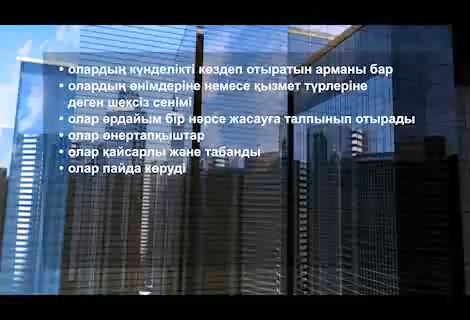 • олардың күнделікті көздеп отыратын арманы бар
• олардың өнімдеріне немесе қызмет түрлеріне
деген шексіз сенімі
• олар әрдайым бір нәрсе жасауға талпынып отырады
• олар өнертапқыштар
• олар қайсарлы және табанды
• олар пайда көруді